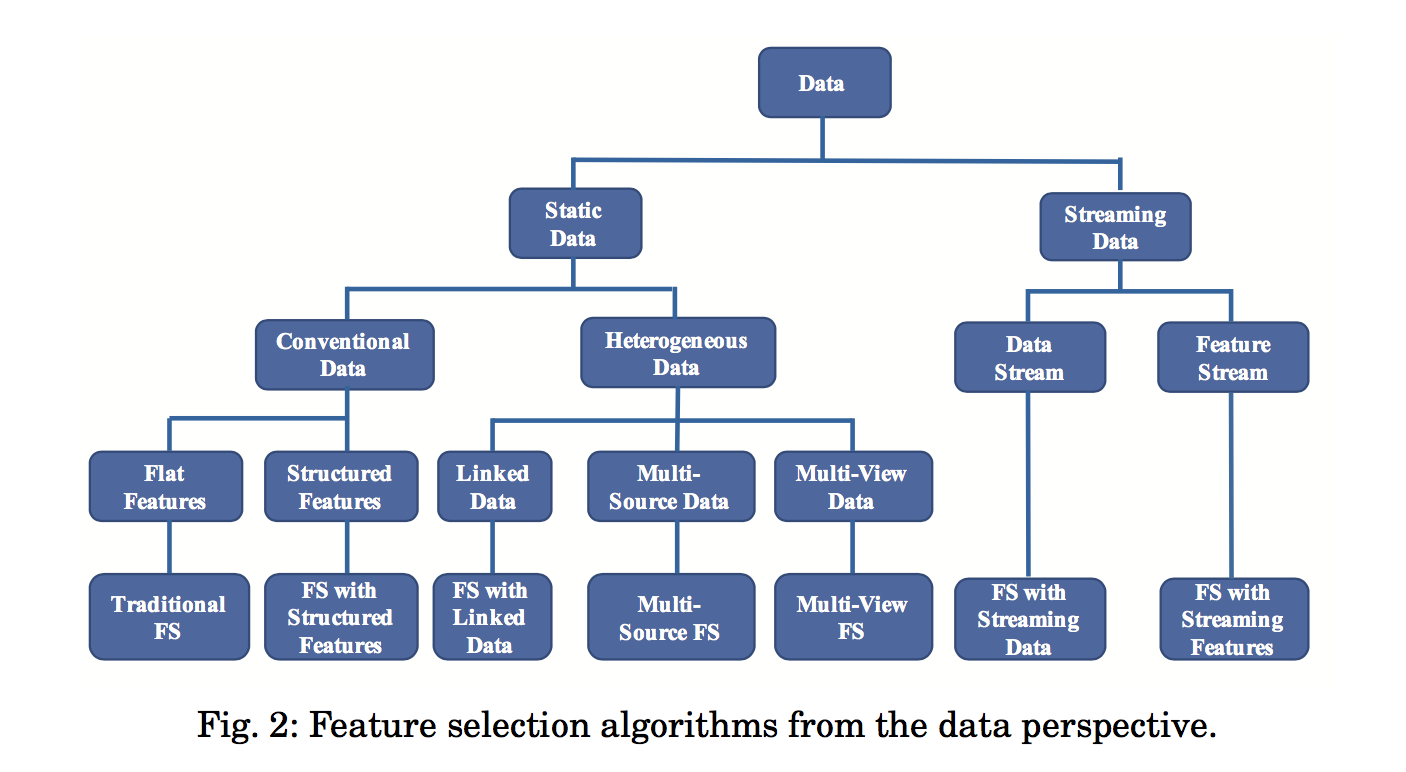 Data
Static
Data
Streaming
Data
Conventional
Data
Heterogeneous
Data
Data
Stream
Feature
Stream
Flat
Features
Structured
Features
Linked
Data
Multi-
Source Data
Multi-View
Data
Traditional
FS
FS with
Structured
Features
FS with
Linked
Data
Multi-
Source FS
Multi-View
FS
FS with
Streaming
Data
FS with
Streaming
Features
Fig. 2: Feature selection algorithms from the data perspective.